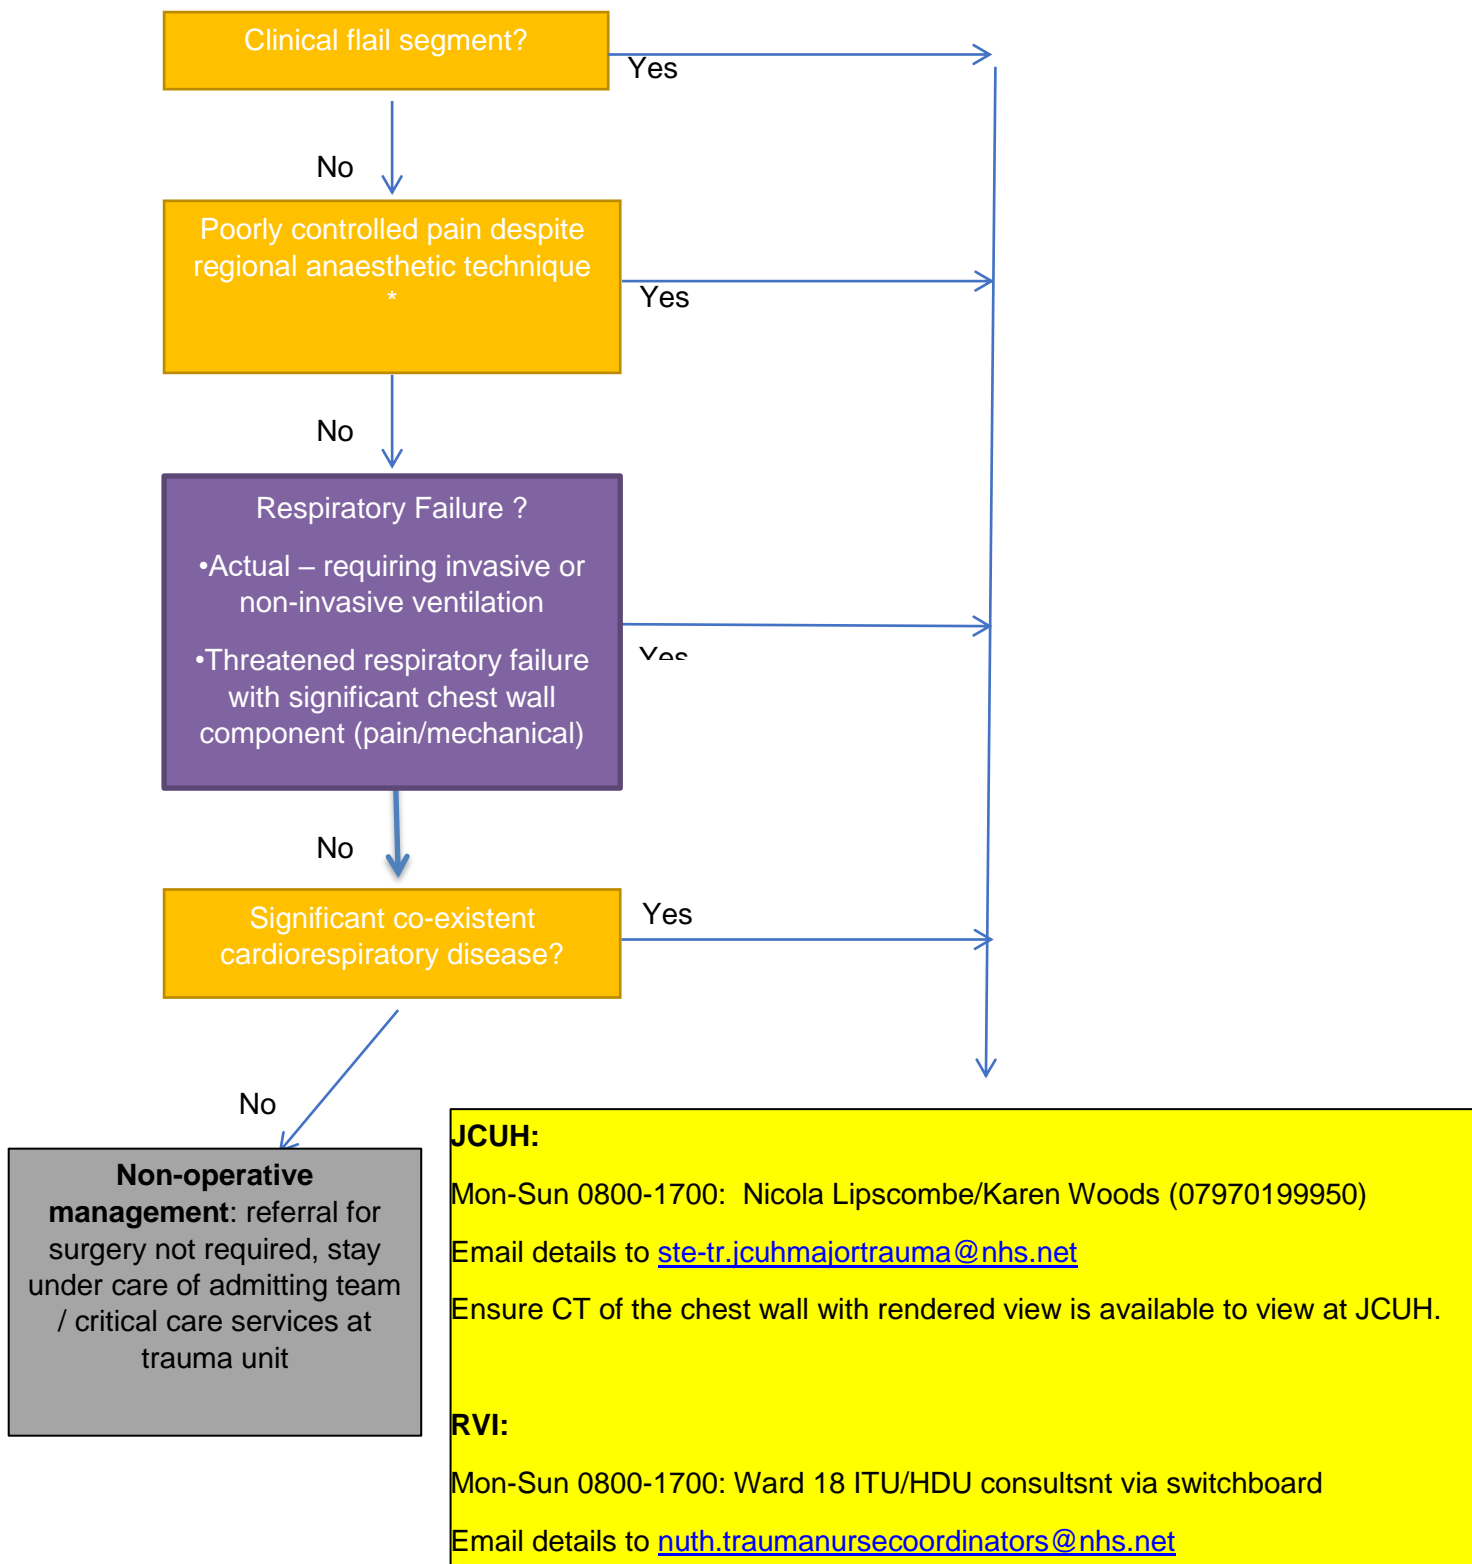 Clinical flail segment?
Yes
No
Poorly controlled pain despite
regional anaesthetic technique
*
Yes
No
Respiratory Failure ?
•Actual – requiring invasive or
non-invasive ventilation
•Threatened respiratory failure
with significant chest wall
component (pain/mechanical)
Yes
No
Significant co-existent
cardiorespiratory disease?
Yes
No
Non-operative
management: referral for
surgery not required, stay
under care of admitting team
/ critical care services at
trauma unit
JCUH:
Mon-Sun 0800-1700: Nicola Lipscombe/Karen Woods (07970199950)
Email details to ste-tr.jcuhmajortrauma@nhs.net
Ensure CT of the chest wall with rendered view is available to view at JCUH.
RVI:
Mon-Sun 0800-1700: Ward 18 ITU/HDU consultsnt via switchboard
Email details to nuth.traumanursecoordinators@nhs.net